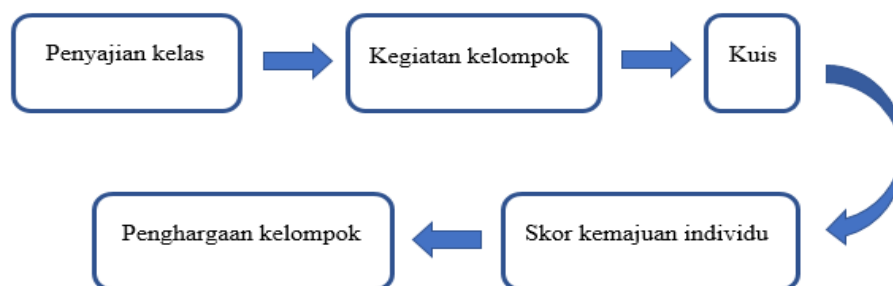 Penyajian kelas
Kegiatan kelompok
Kuis
Skor kemajuan individu
Penghargaan kelompok